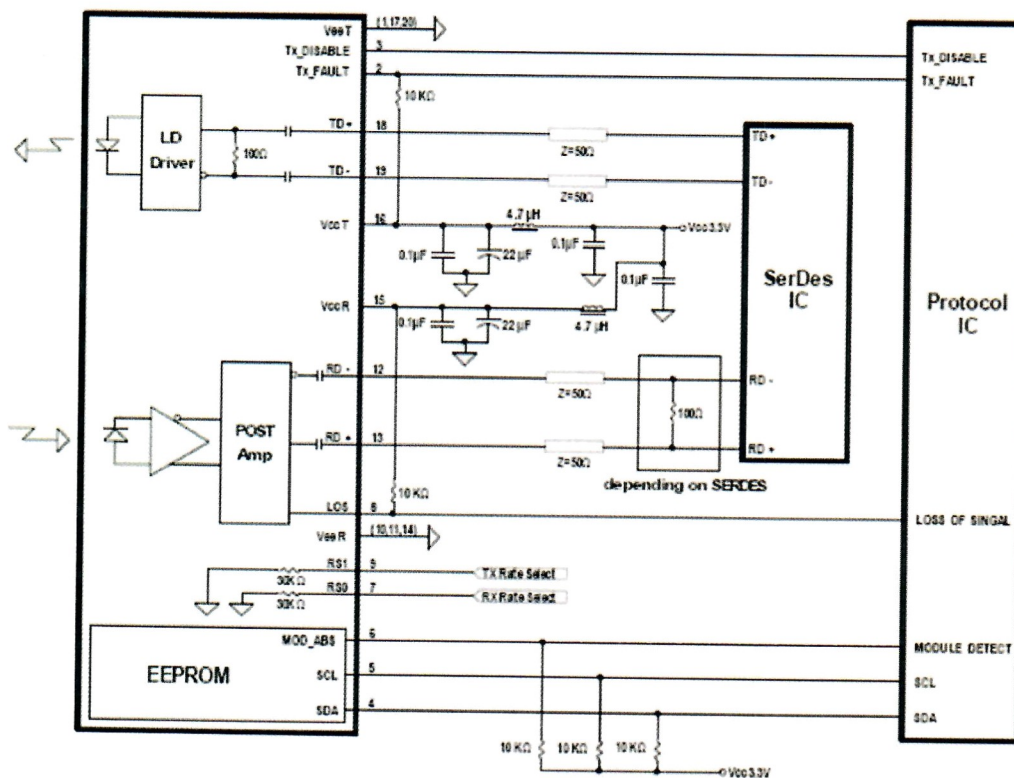 VeeT
(1,17,20)
Tx_DISABLE
3
Tx_DISABLE
Tx_FAULT
2
Tx_FAULT
10 KΩ
LD
Driver
100Ω
TD+
18
Z=50Ω
TD+
TD-
19
Z=50Ω
TD-
VccT
16
4.7 µH
Vcc3.3V
0.1µF
22 µF
0.1µF
0.1µF
SerDes
IC
Protocol
IC
VccR
15
0.1µF
22 µF
4.7 µH
RD -
12
Z=50Ω
RD -
100Ω
POST
Amp
RD +
13
Z=50Ω
RD +
depending on SERDES
10 KΩ
LOS
8
LOSS OF SINGAL
VeeR
(10,11,14)
RS1
9
30KΩ
TX Rate Select
RS0
7
30KΩ
RX Rate Select
MOD_ABS
6
MODULE DETECT
EEPROM
SCL
5
SCL
SDA
4
SDA
10 KΩ
10 KΩ
10 KΩ
Vcc3.3V